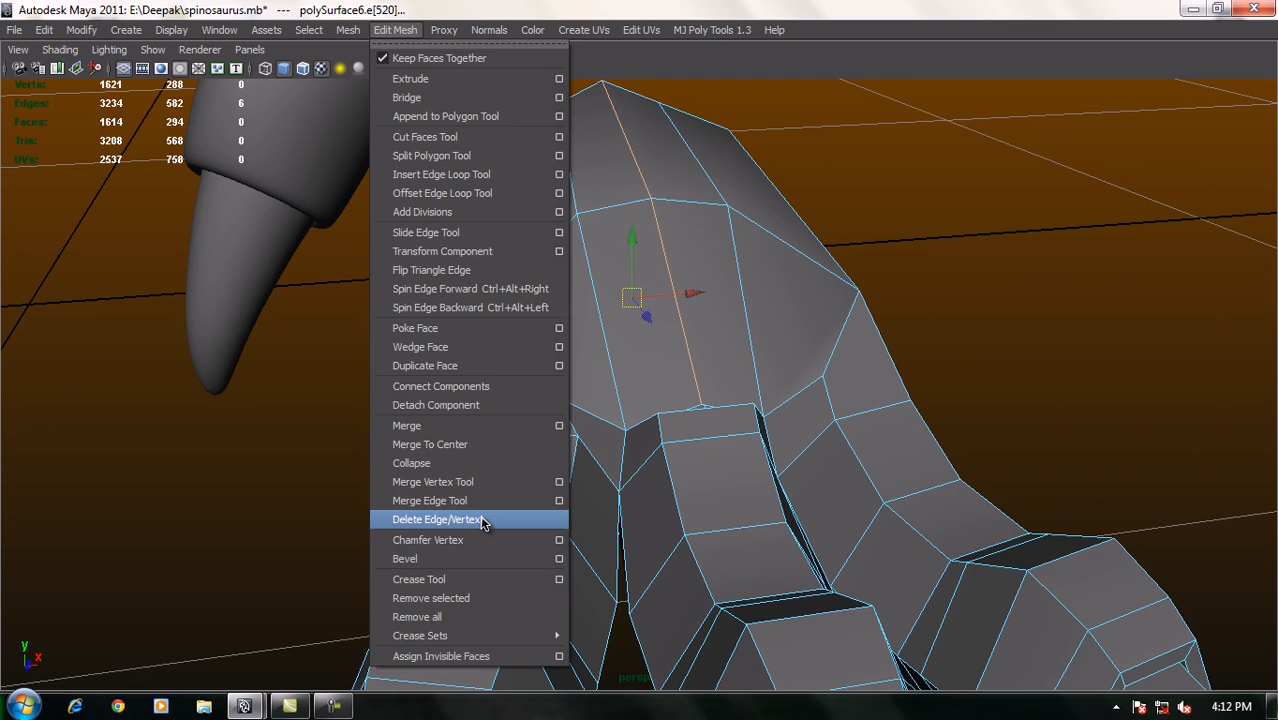 Autodesk Maya 2011: E:\Deepak\spinosaurus.mb* --- polySurface6.e[520]...
File Edit Modify Create Display Window Assets Select Mesh Edit Mesh Proxy Normals Color Create UVs Edit UVs MJ Poly Tools 1.3 Help
View Shading Lighting Show Renderer Panels
Verts: 1621 288 0
Edges: 3234 582 6
Faces: 1614 294 0
Tris: 3208 568 0
UVs: 2537 758 0
Keep Faces Together
Extrude
Bridge
Append to Polygon Tool
Cut Faces Tool
Split Polygon Tool
Insert Edge Loop Tool
Offset Edge Loop Tool
Add Divisions
Slide Edge Tool
Transform Component
Flip Triangle Edge
Spin Edge Forward Ctrl+Alt+Right
Spin Edge Backward Ctrl+Alt+Left
Poke Face
Wedge Face
Duplicate Face
Connect Components
Detach Component
Merge
Merge To Center
Collapse
Merge Vertex Tool
Merge Edge Tool
Delete Edge/Vertex
Chamfer Vertex
Bevel
Crease Tool
Remove selected
Remove all
Crease Sets
Assign Invisible Faces
y
x
persp
4:12 PM